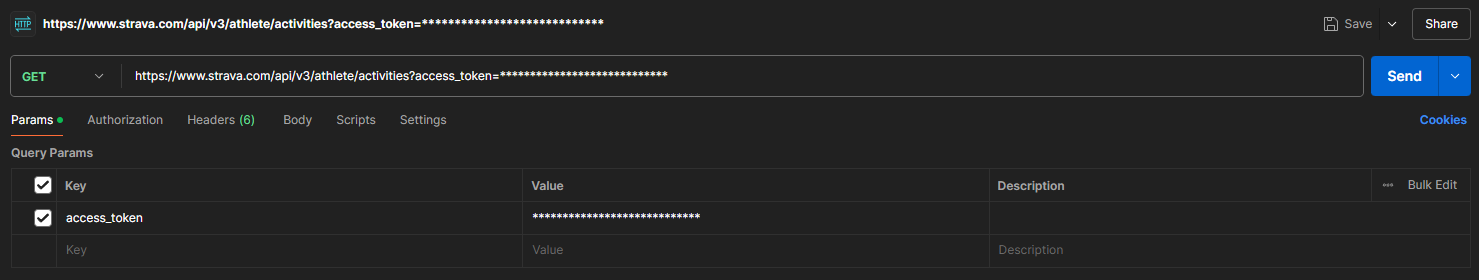 HTTP https://www.strava.com/api/v3/athlete/activities?access_token=**************************** Save Share
GET https://www.strava.com/api/v3/athlete/activities?access_token=**************************** Send
Params Authorization Headers (6) Body Scripts Settings Cookies
Query Params
Key Value Description Bulk Edit
access_token ****************************
Key Value Description